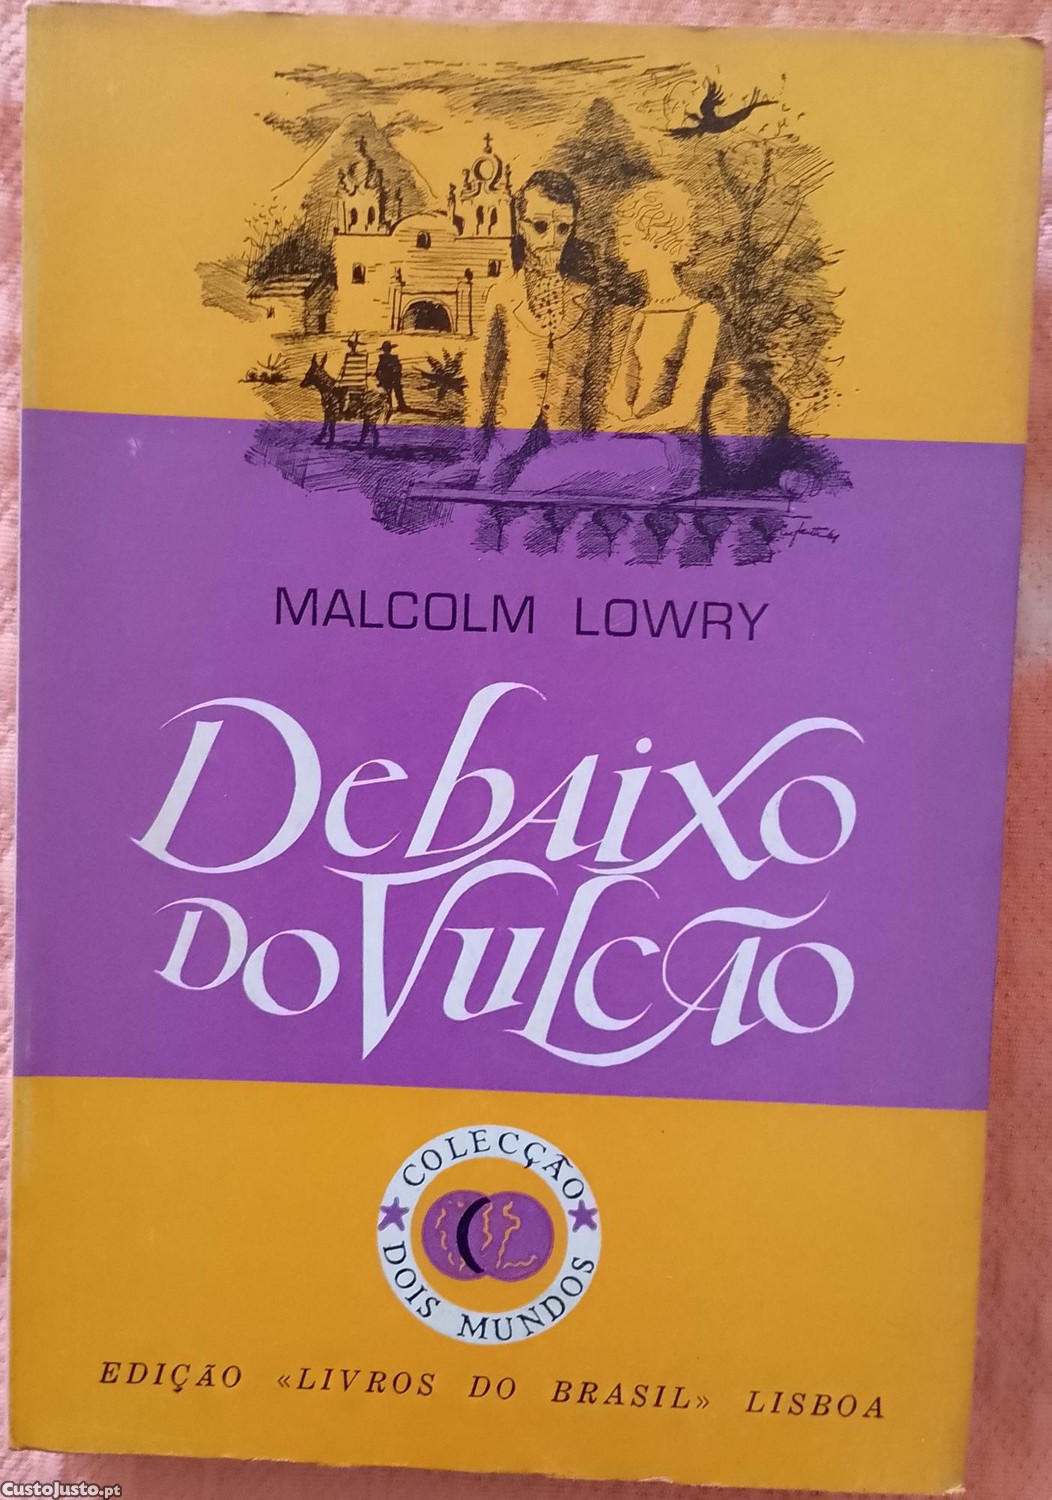 MALCOLM LOWRY
DEBAIXO
DO VULCÃO
COLECÇÃO
DOIS MUNDOS
EDIÇÃO «LIVROS DO BRASIL» LISBOA
CustoJusto.pt